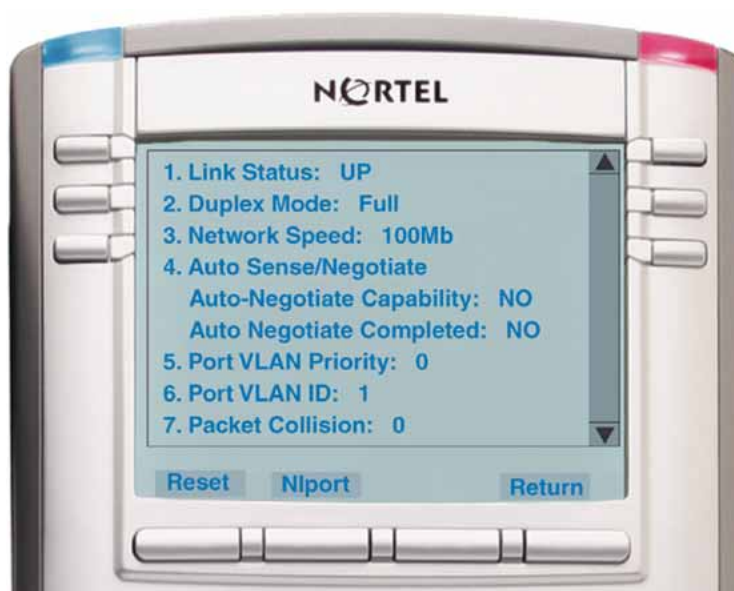 NORTEL
1. Link Status: UP
2. Duplex Mode: Full
3. Network Speed: 100Mb
4. Auto Sense/Negotiate
Auto-Negotiate Capability: NO
Auto Negotiate Completed: NO
5. Port VLAN Priority: 0
6. Port VLAN ID: 1
7. Packet Collision: 0
Reset NIport Return